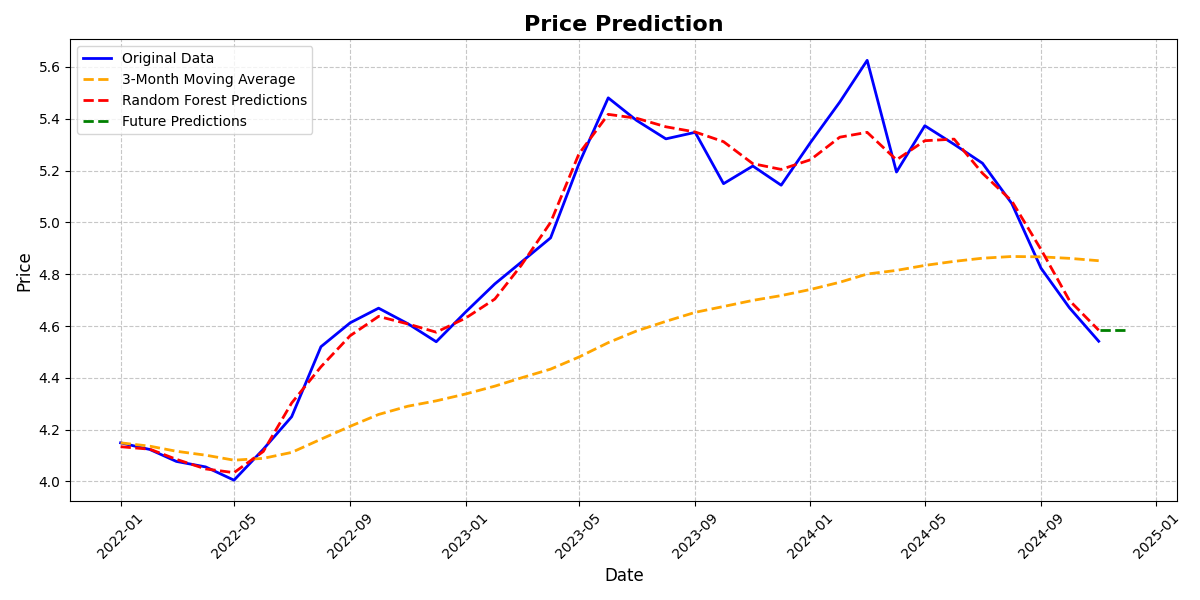 Price Prediction
Original Data
3-Month Moving Average
Random Forest Predictions
Future Predictions
Price
5.6
5.4
5.2
5.0
4.8
4.6
4.4
4.2
4.0
2022-01
2022-05
2022-09
2023-01
2023-05
2023-09
2024-01
2024-05
2024-09
2025-01
Date